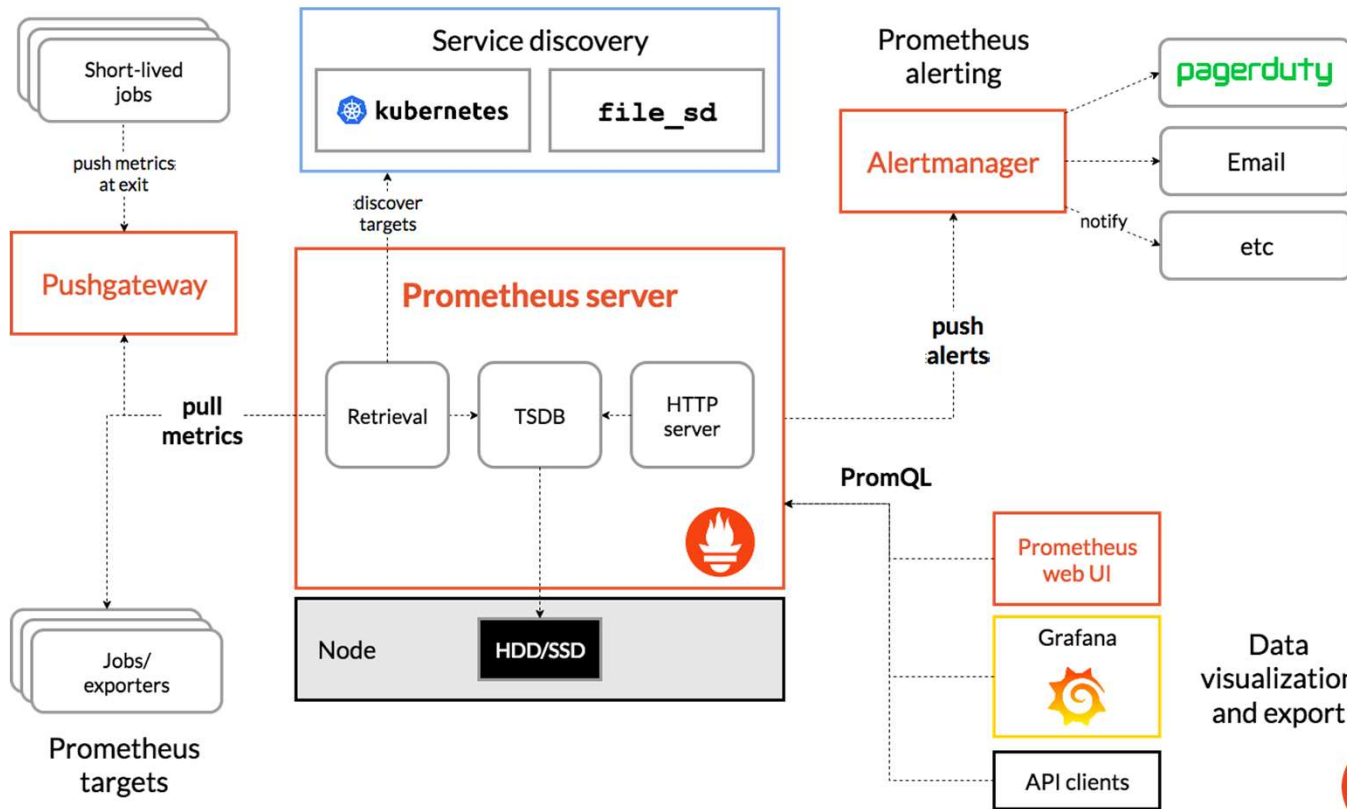 Short-lived
jobs
push metrics
at exit
Pushgateway
pull
metrics
Jobs/
exporters
Prometheus
targets
Service discovery
kubernetes
file_sd
discover
targets
Prometheus server
Retrieval
TSDB
HTTP
server
Node
HDD/SSD
Prometheus
alerting
Alertmanager
pagerduty
Email
notify
etc
push
alerts
PromQL
Prometheus
web UI
Grafana
API clients
Data
visualization
and export